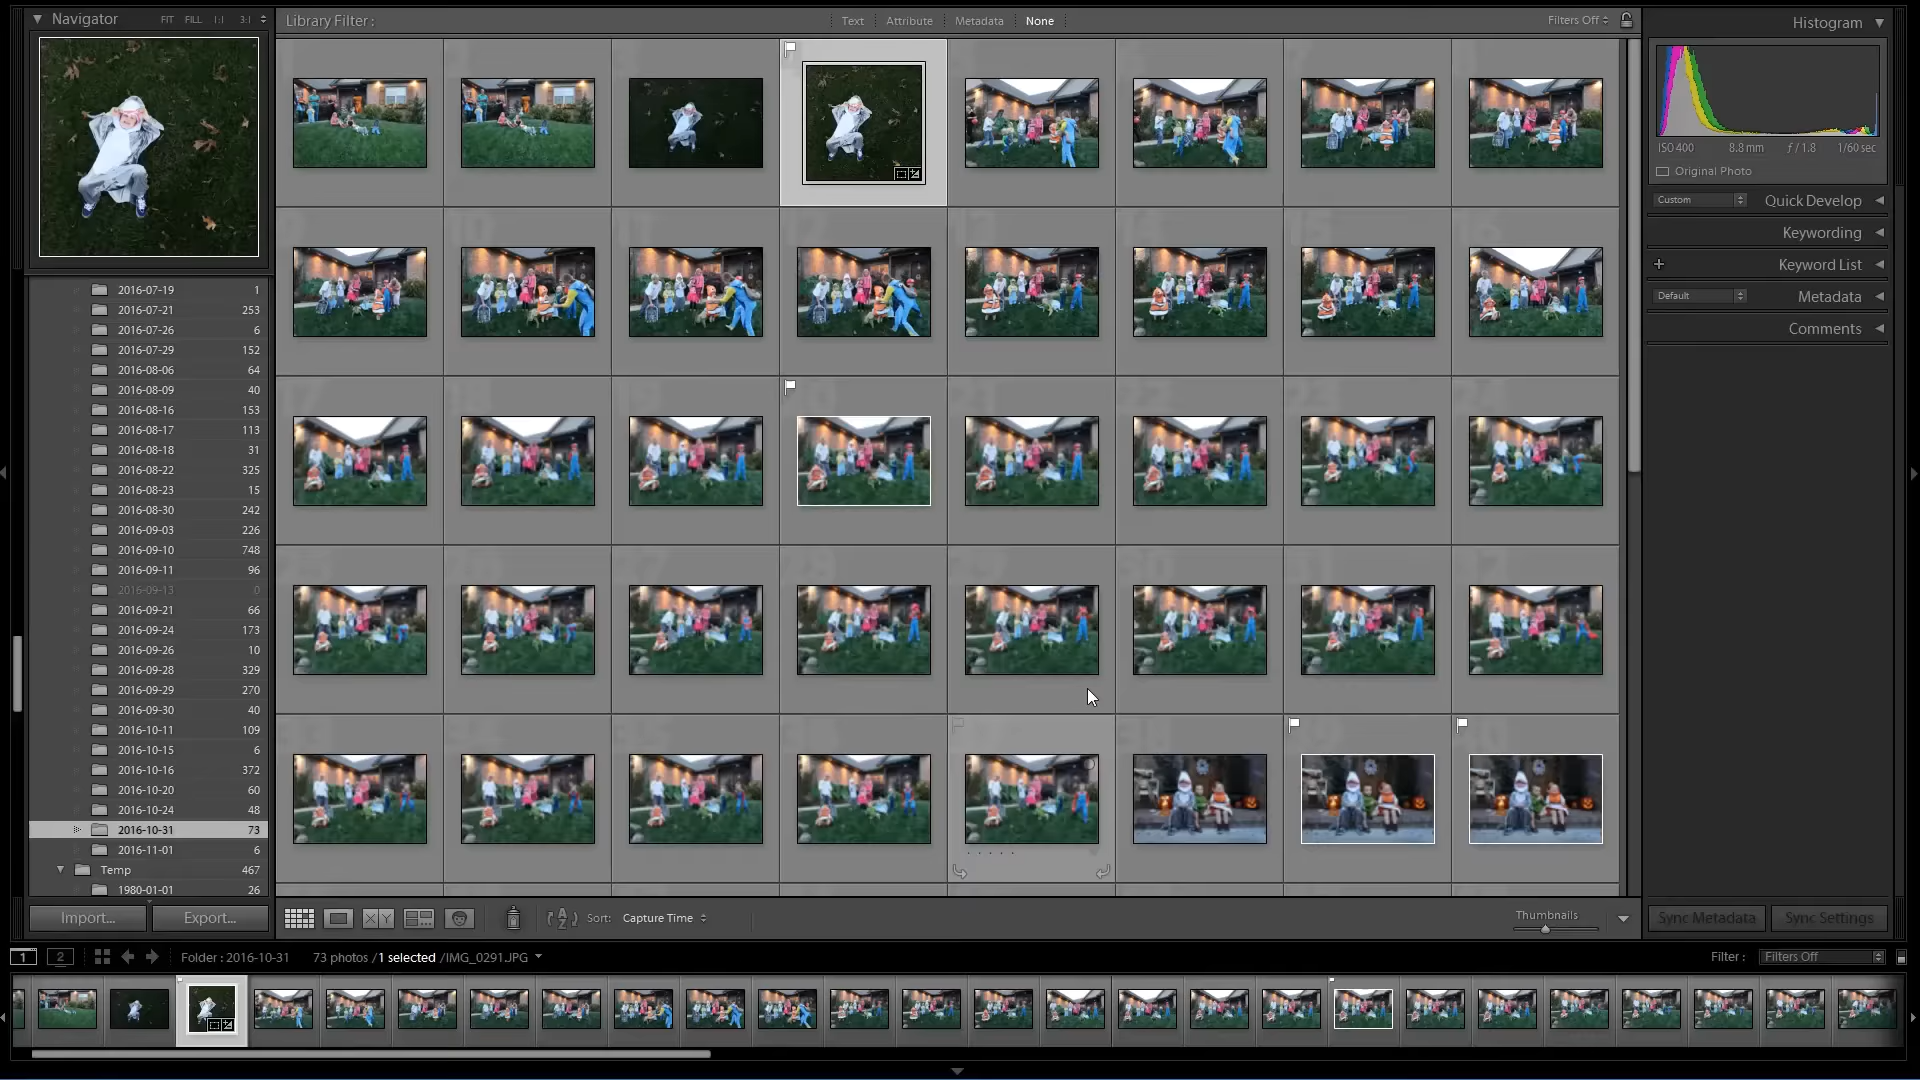 Navigator FIT FILL 1:1 3:1
Library Filter : Text Attribute Metadata None Filters Off
Histogram
ISO 400 8.8 mm ƒ / 1.8 1/60 sec
Original Photo
Custom Quick Develop
Keywording
Keyword List
Default Metadata
Comments
2016-07-19 1
2016-07-21 253
2016-07-26 6
2016-07-29 152
2016-08-06 64
2016-08-09 40
2016-08-16 153
2016-08-17 113
2016-08-18 31
2016-08-22 325
2016-08-23 15
2016-08-30 242
2016-09-03 226
2016-09-10 748
2016-09-11 96
2016-09-13 0
2016-09-21 66
2016-09-24 173
2016-09-26 10
2016-09-28 329
2016-09-29 270
2016-09-30 40
2016-10-11 109
2016-10-15 6
2016-10-16 372
2016-10-20 60
2016-10-24 48
2016-10-31 73
2016-11-01 6
Temp 467
1980-01-01 26
Import... Export... Sort: Capture Time Thumbnails Sync Metadata Sync Settings
1 2 Folder : 2016-10-31 73 photos / 1 selected / IMG_0291.JPG Filter : Filters Off